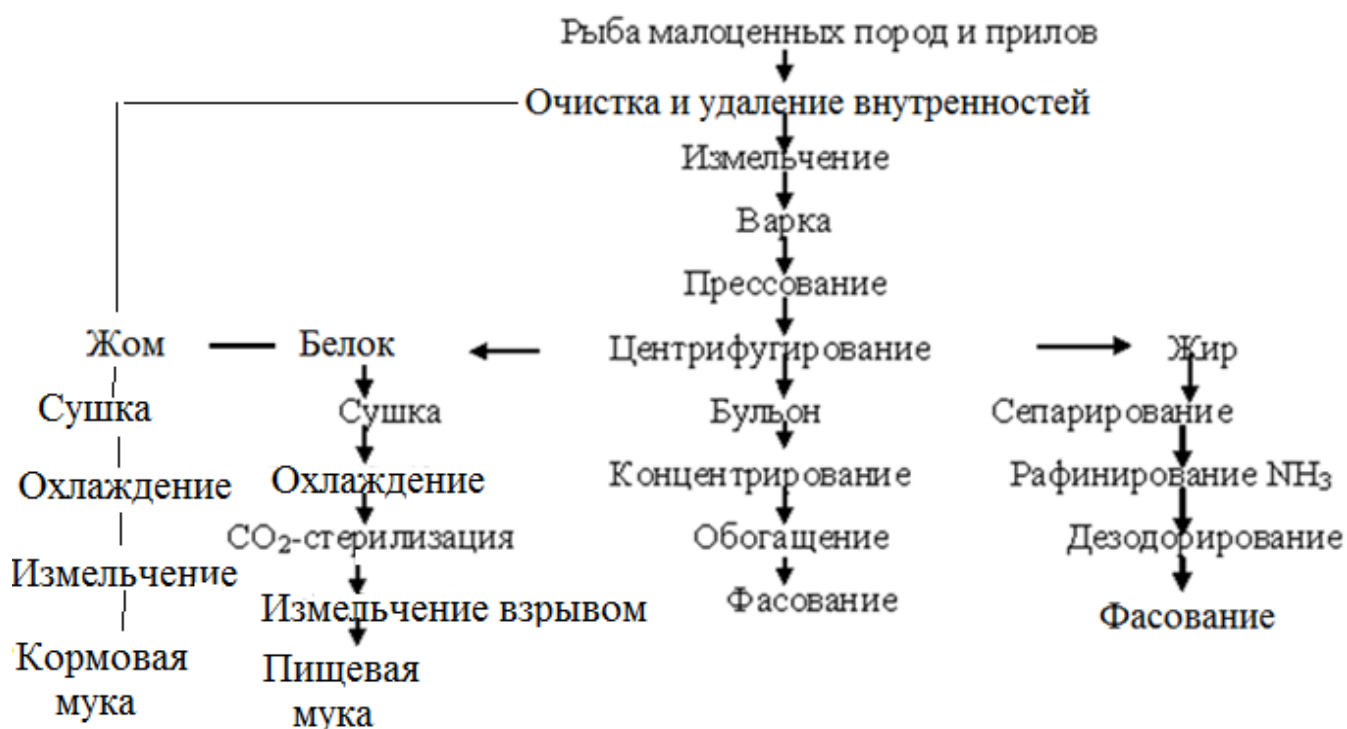 Рыба малоценных пород и прилов
Очистка и удаление внутренностей
Измельчение
Варка
Прессование
Жом
Белок
Центрифугирование
Жир
Сушка
Сушка
Бульон
Сепарирование
Охлаждение
Охлаждение
Концентрирование
Рафинирование NH₃
CO₂-стерилизация
Обогащение
Дезодорирование
Измельчение
Измельчение взрывом
Фасование
Фасование
Кормовая
мука
Пищевая
мука